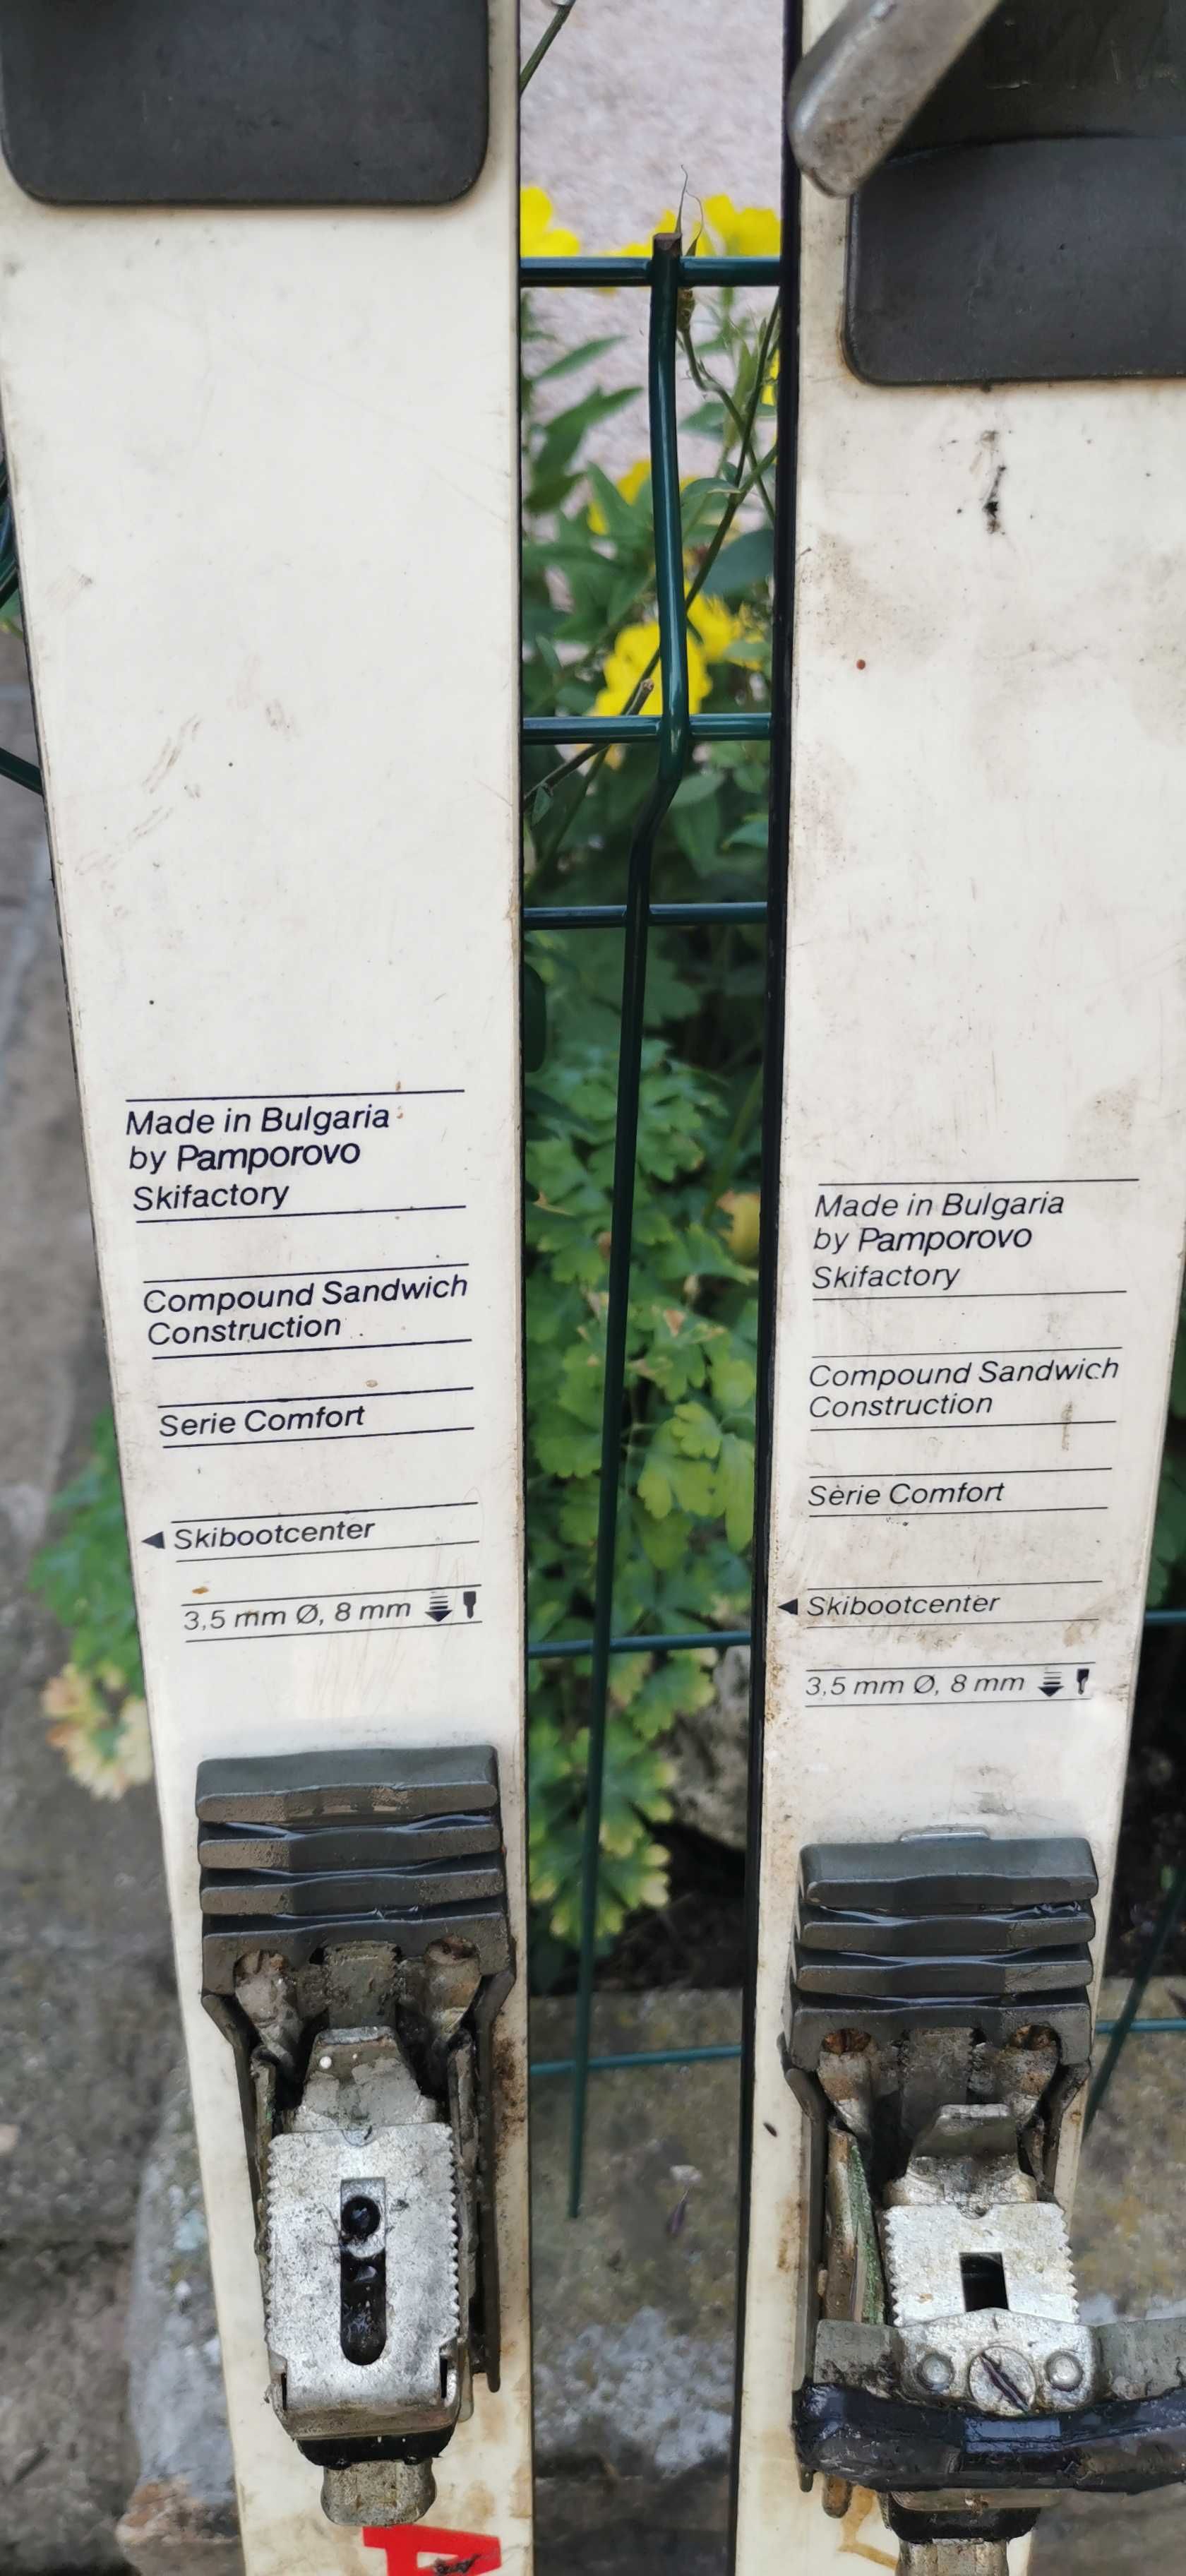 Made in Bulgaria
by Pamporovo
Skifactory
Compound Sandwich
Construction
Serie Comfort
Skibootcenter
3,5 mm Ø, 8 mm
Made in Bulgaria
by Pamporovo
Skifactory
Compound Sandwich
Construction
Serie Comfort
Skibootcenter
3,5 mm Ø, 8 mm